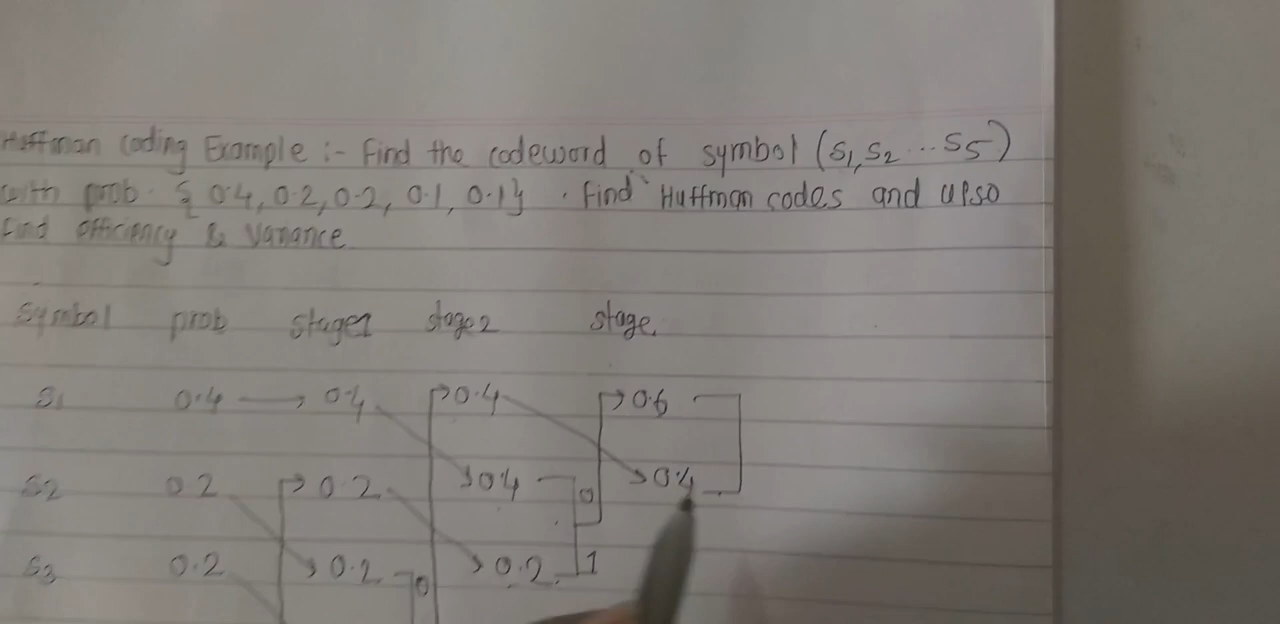 Huffman Coding Example :- Find the codeword of symbol (S1, S2 ... S5)
with prob. { 0.4, 0.2, 0.2, 0.1, 0.1} . Find Huffman codes and also
find efficiency & Variance
Symbol prob stage1 stage2 stage.
S1 0.4 → 0.4 0.4 0.6
S2 0.2 0.2 0.4 0 0.4
S3 0.2 0.2 0 0.2 1